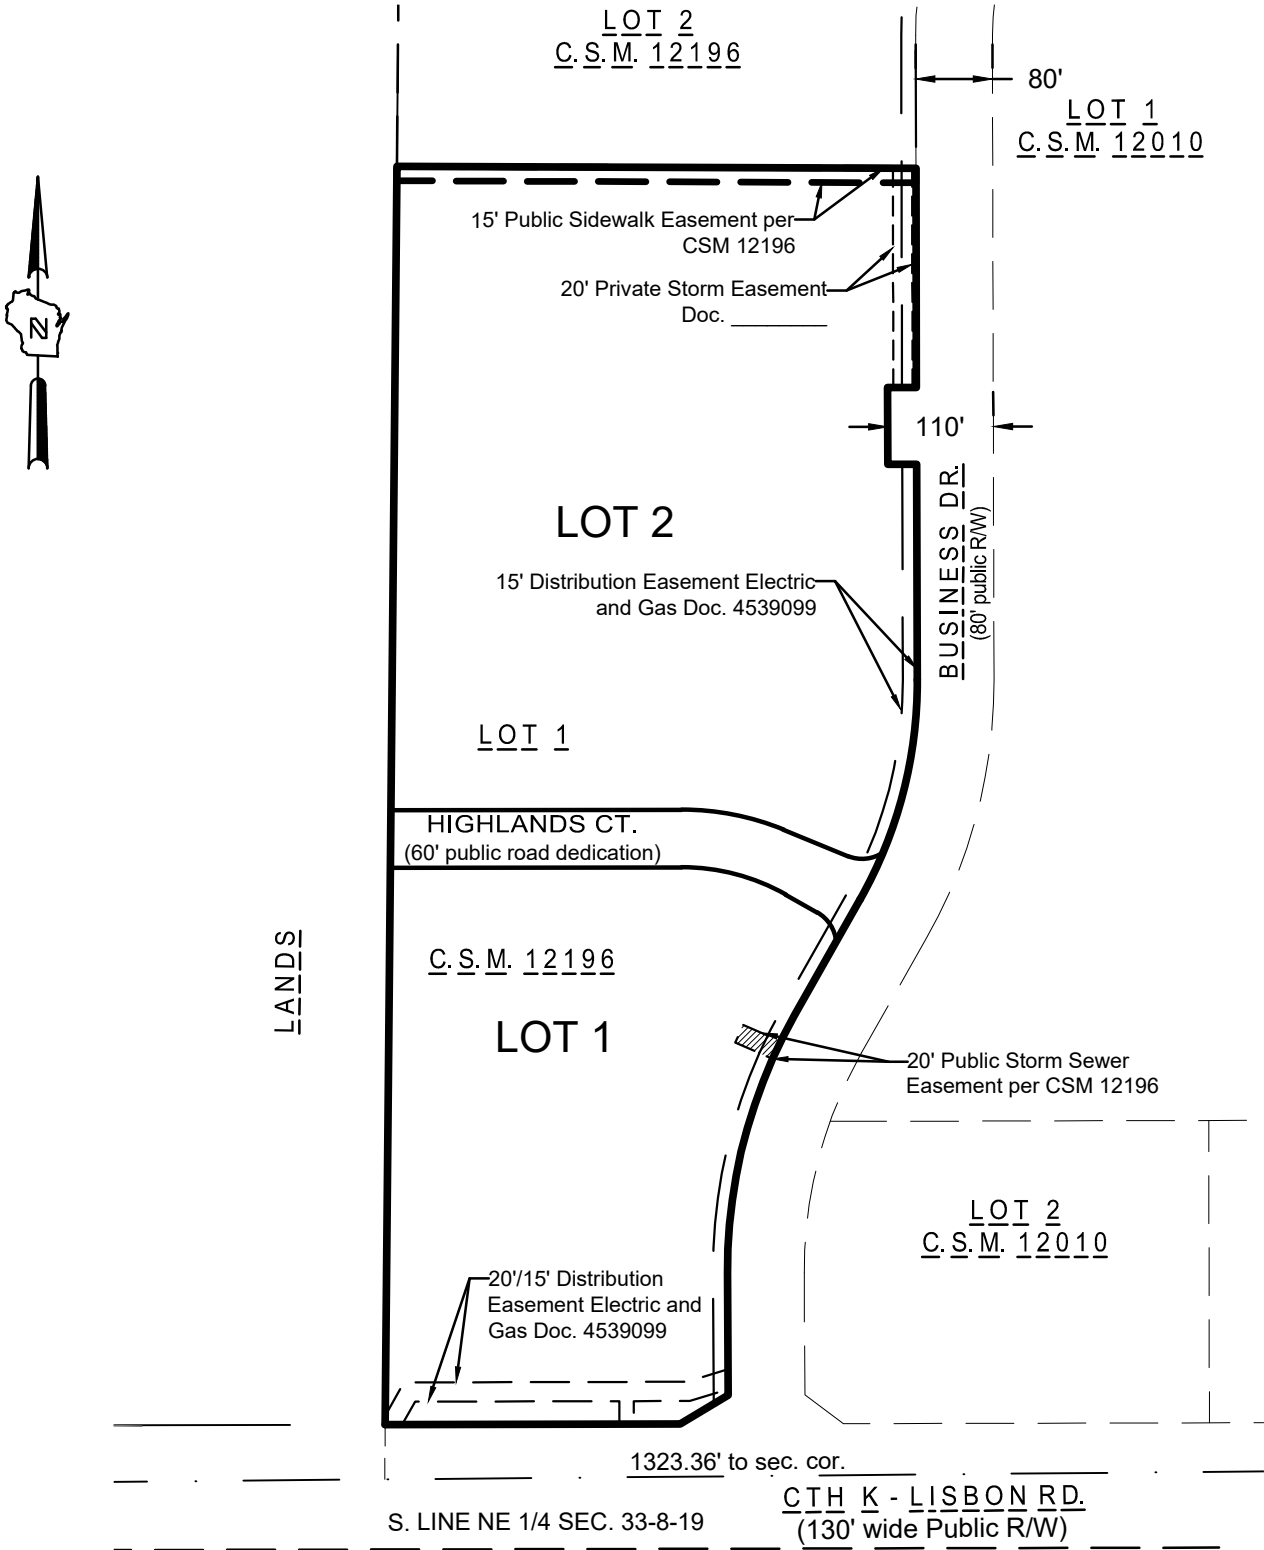 LOT 2
C.S.M. 12196
80'
LOT 1
C.S.M. 12010
15' Public Sidewalk Easement per
CSM 12196
20' Private Storm Easement
Doc. ________
N
110'
LOT 2
BUSINESS DR.
(80' public R/W)
15' Distribution Easement Electric
and Gas Doc. 4539099
LOT 1
HIGHLANDS CT.
(60' public road dedication)
LANDS
C.S.M. 12196
LOT 1
20' Public Storm Sewer
Easement per CSM 12196
LOT 2
C.S.M. 12010
20'/15' Distribution
Easement Electric and
Gas Doc. 4539099
1323.36' to sec. cor.
CTH K - LISBON RD.
(130' wide Public R/W)
S. LINE NE 1/4 SEC. 33-8-19